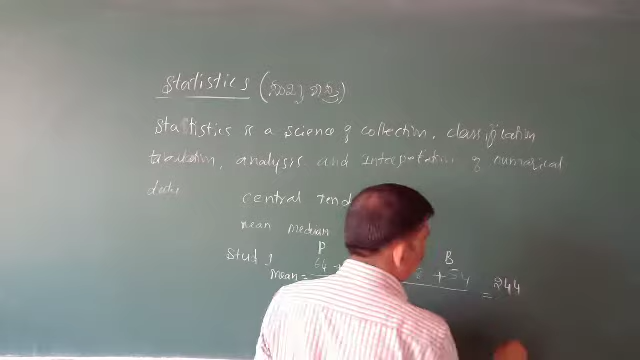 Statistics
Statistics is a science of collection, classification
analysis and interpretation of numerical
data
central Tend
mean median
P B
Stud 1 64 + 54
mean = = 244